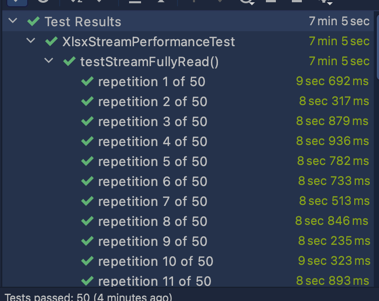 Test Results 7 min 5 sec
XlsxStreamPerformanceTest 7 min 5 sec
testStreamFullyRead() 7 min 5 sec
repetition 1 of 50 9 sec 692 ms
repetition 2 of 50 8 sec 317 ms
repetition 3 of 50 8 sec 879 ms
repetition 4 of 50 8 sec 936 ms
repetition 5 of 50 8 sec 782 ms
repetition 6 of 50 8 sec 733 ms
repetition 7 of 50 8 sec 513 ms
repetition 8 of 50 8 sec 846 ms
repetition 9 of 50 8 sec 235 ms
repetition 10 of 50 9 sec 323 ms
repetition 11 of 50 8 sec 893 ms
Tests passed: 50 (4 minutes ago)